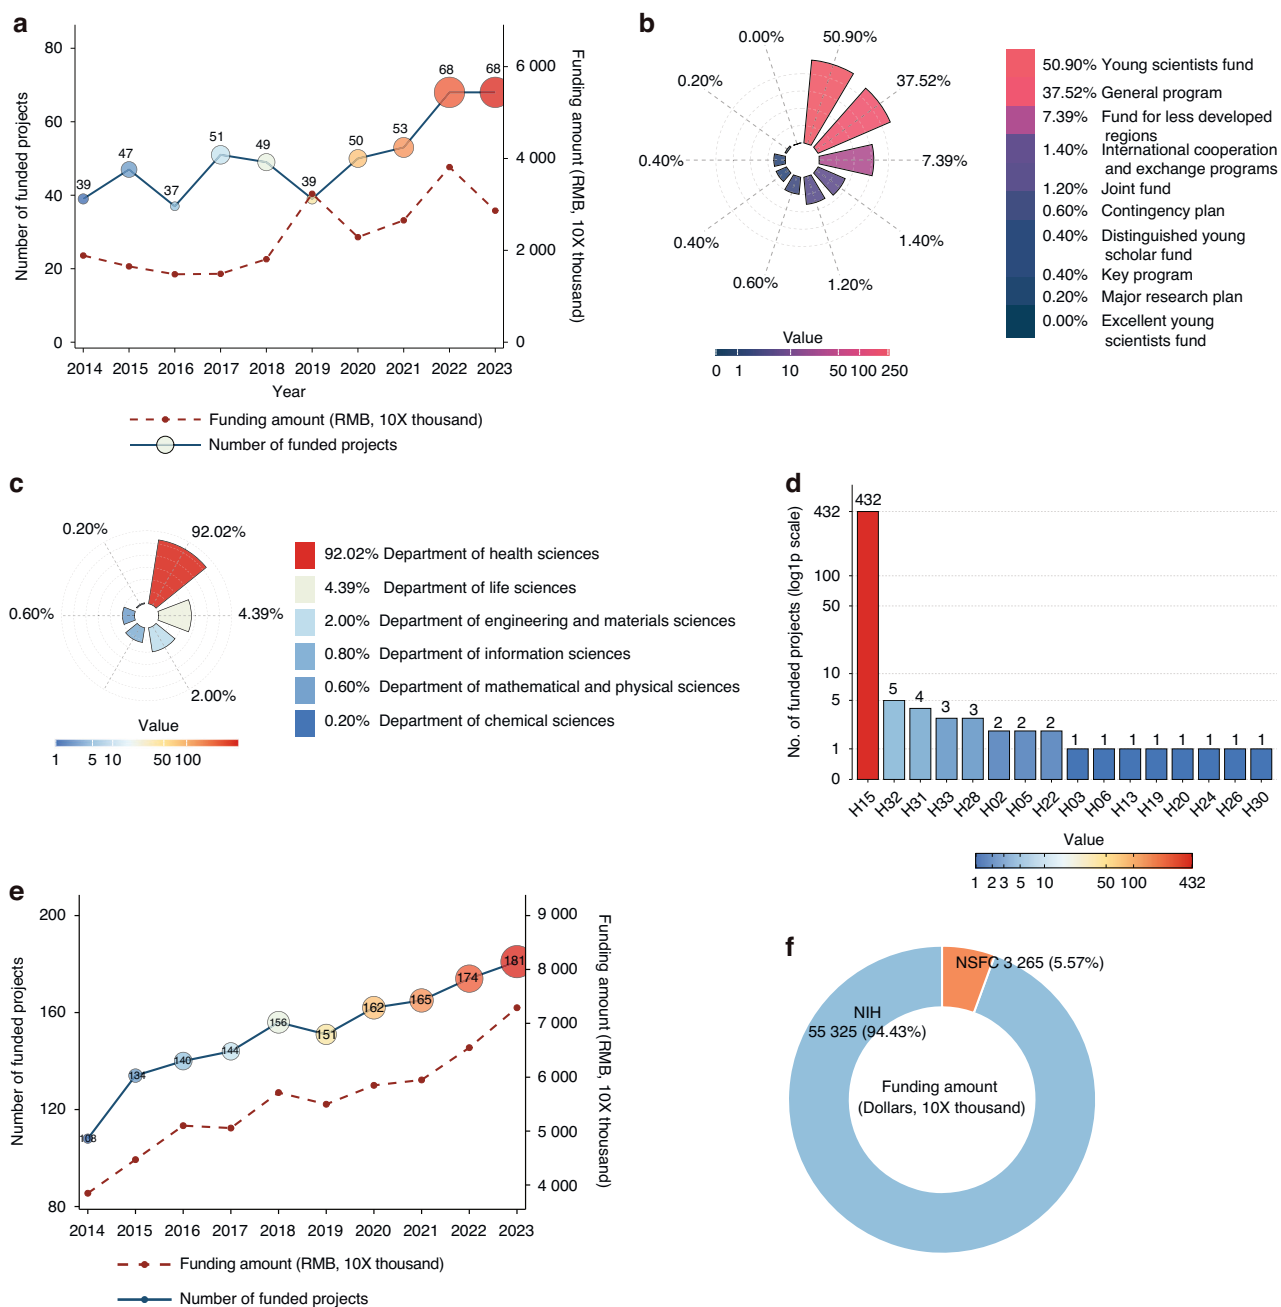 a
Number of funded projects
80
60
40
20
0
39
47
37
51
49
39
50
53
68
68
6 000
4 000
2 000
0
Funding amount (RMB, 10X thousand)
2014 2015 2016 2017 2018 2019 2020 2021 2022 2023
Year
Funding amount (RMB, 10X thousand)
Number of funded projects
b
0.00%
50.90%
0.20%
37.52%
0.40%
7.39%
0.40%
1.40%
0.60%
1.20%
Value
0 1 10 50 100 250
50.90% Young scientists fund
37.52% General program
7.39% Fund for less developed
regions
1.40% International cooperation
and exchange programs
1.20% Joint fund
0.60% Contingency plan
0.40% Distinguished young
scholar fund
0.40% Key program
0.20% Major research plan
0.00% Excellent young
scientists fund
c
0.20%
92.02%
0.60%
4.39%
2.00%
Value
1 5 10 50 100
92.02% Department of health sciences
4.39% Department of life sciences
2.00% Department of engineering and materials sciences
0.80% Department of information sciences
0.60% Department of mathematical and physical sciences
0.20% Department of chemical sciences
d
No. of funded projects (log1p scale)
432
100
50
10
5
1
0
432
5
4
3
3
2
2
2
1
1
1
1
1
1
1
1
H15 H32 H31 H33 H28 H02 H05 H22 H03 H06 H13 H19 H20 H24 H26 H30
Value
1 2 3 5 10 50 100 432
e
Number of funded projects
200
160
120
80
108
134
140
144
156
151
162
165
174
181
9 000
8 000
7 000
6 000
5 000
4 000
Funding amount (RMB, 10X thousand)
2014 2015 2016 2017 2018 2019 2020 2021 2022 2023
Funding amount (RMB, 10X thousand)
Number of funded projects
f
NSFC 3 265 (5.57%)
NIH
55 325 (94.43%)
Funding amount
(Dollars, 10X thousand)